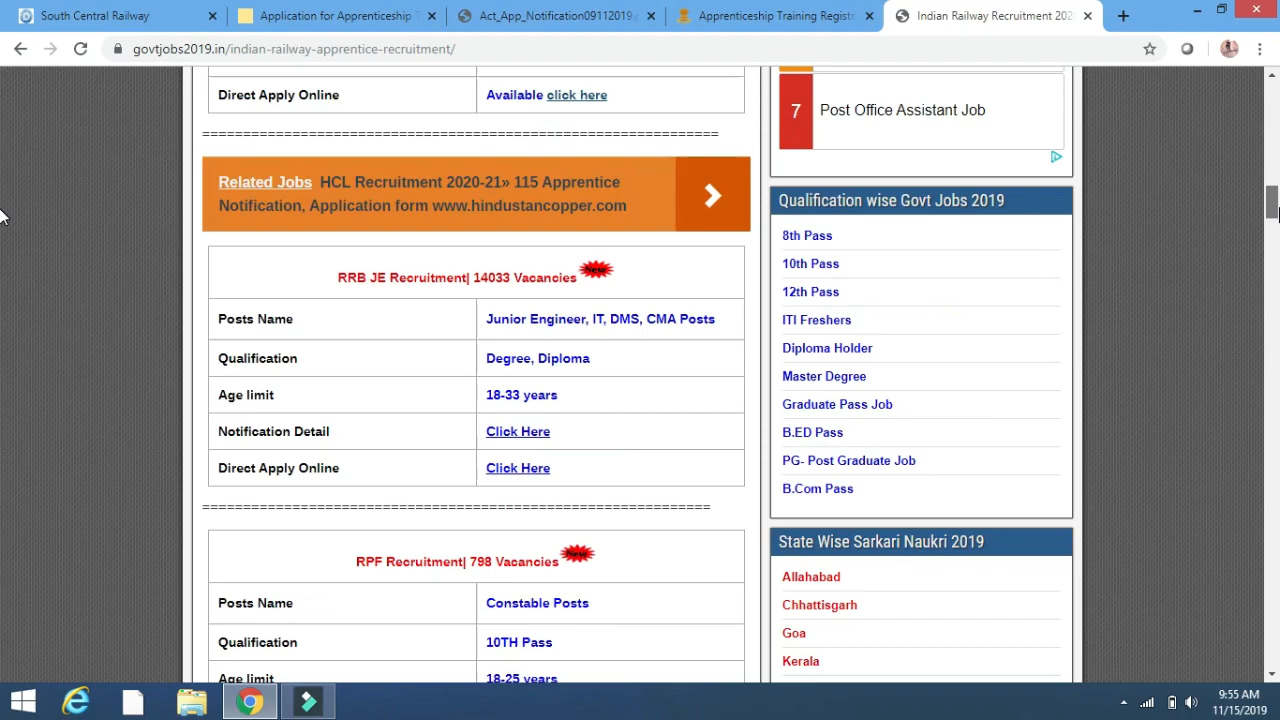 South Central Railway
Application for Apprenticeship T
Act_App_Notification09112019.p
Apprenticeship Training Registra
Indian Railway Recruitment 202
govtjobs2019.in/indian-railway-apprentice-recruitment/
Direct Apply Online
Available click here
===============================================================
Related Jobs HCL Recruitment 2020-21» 115 Apprentice
Notification, Application form www.hindustancopper.com
RRB JE Recruitment| 14033 Vacancies New
Posts Name
Junior Engineer, IT, DMS, CMA Posts
Qualification
Degree, Diploma
Age limit
18-33 years
Notification Detail
Click Here
Direct Apply Online
Click Here
==============================================================
RPF Recruitment| 798 Vacancies New
Posts Name
Constable Posts
Qualification
10TH Pass
Age limit
18-25 years
7
Post Office Assistant Job
Qualification wise Govt Jobs 2019
8th Pass
10th Pass
12th Pass
ITI Freshers
Diploma Holder
Master Degree
Graduate Pass Job
B.ED Pass
PG- Post Graduate Job
B.Com Pass
State Wise Sarkari Naukri 2019
Allahabad
Chhattisgarh
Goa
Kerala
9:55 AM
11/15/2019